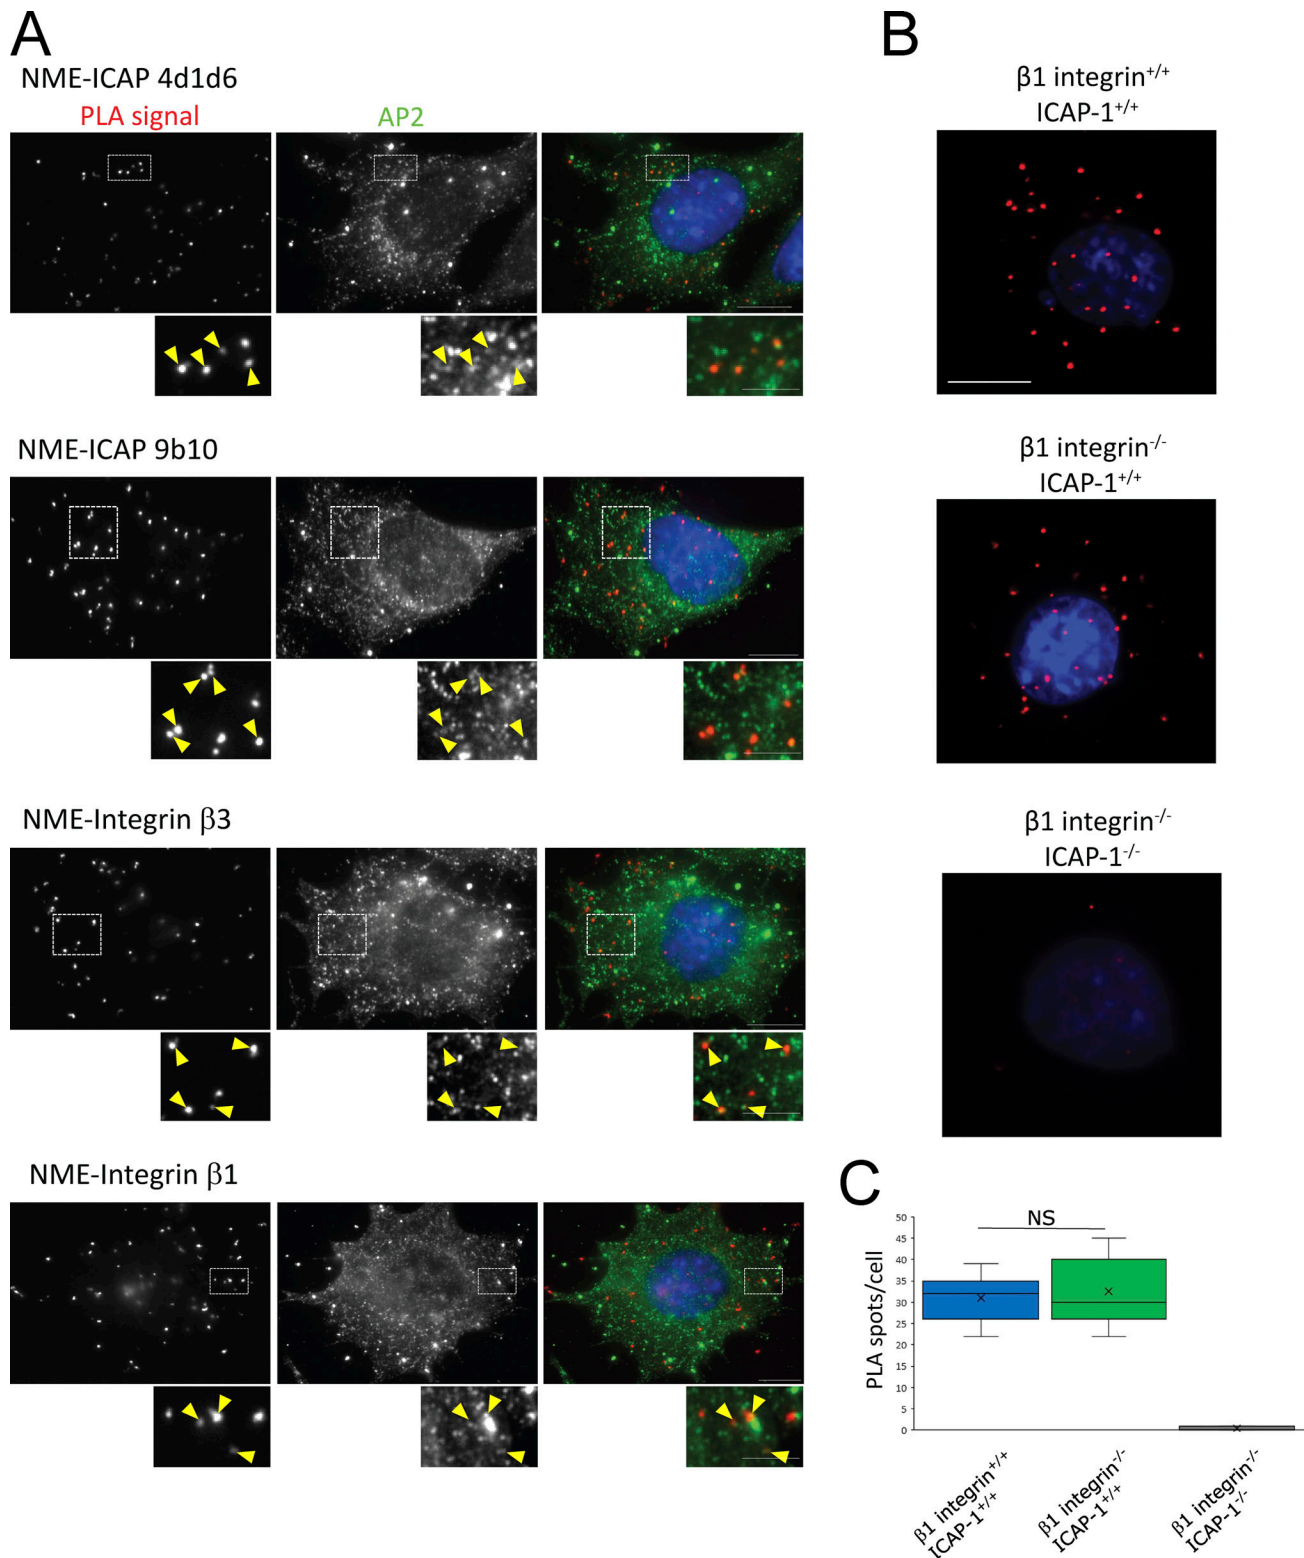 A
NME-ICAP 4d1d6
PLA signal
AP2
NME-ICAP 9b10
NME-Integrin β3
NME-Integrin β1
B
β1 integrin+/+
ICAP-1+/+
β1 integrin-/-
ICAP-1+/+
β1 integrin-/-
ICAP-1-/-
C
PLA spots/cell
50
45
40
35
30
25
20
15
10
5
0
NS
β1 integrin+/+
ICAP-1+/+
β1 integrin-/-
ICAP-1+/+
β1 integrin-/-
ICAP-1-/-